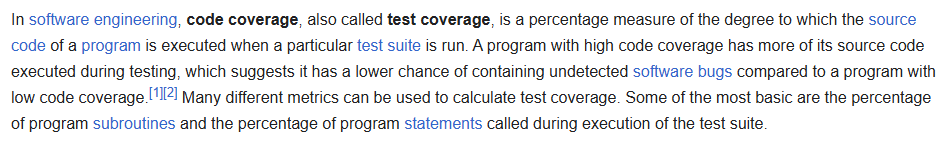 In software engineering, code coverage, also called test coverage, is a percentage measure of the degree to which the source
code of a program is executed when a particular test suite is run. A program with high code coverage has more of its source code
executed during testing, which suggests it has a lower chance of containing undetected software bugs compared to a program with
low code coverage.[1][2] Many different metrics can be used to calculate test coverage. Some of the most basic are the percentage
of program subroutines and the percentage of program statements called during execution of the test suite.